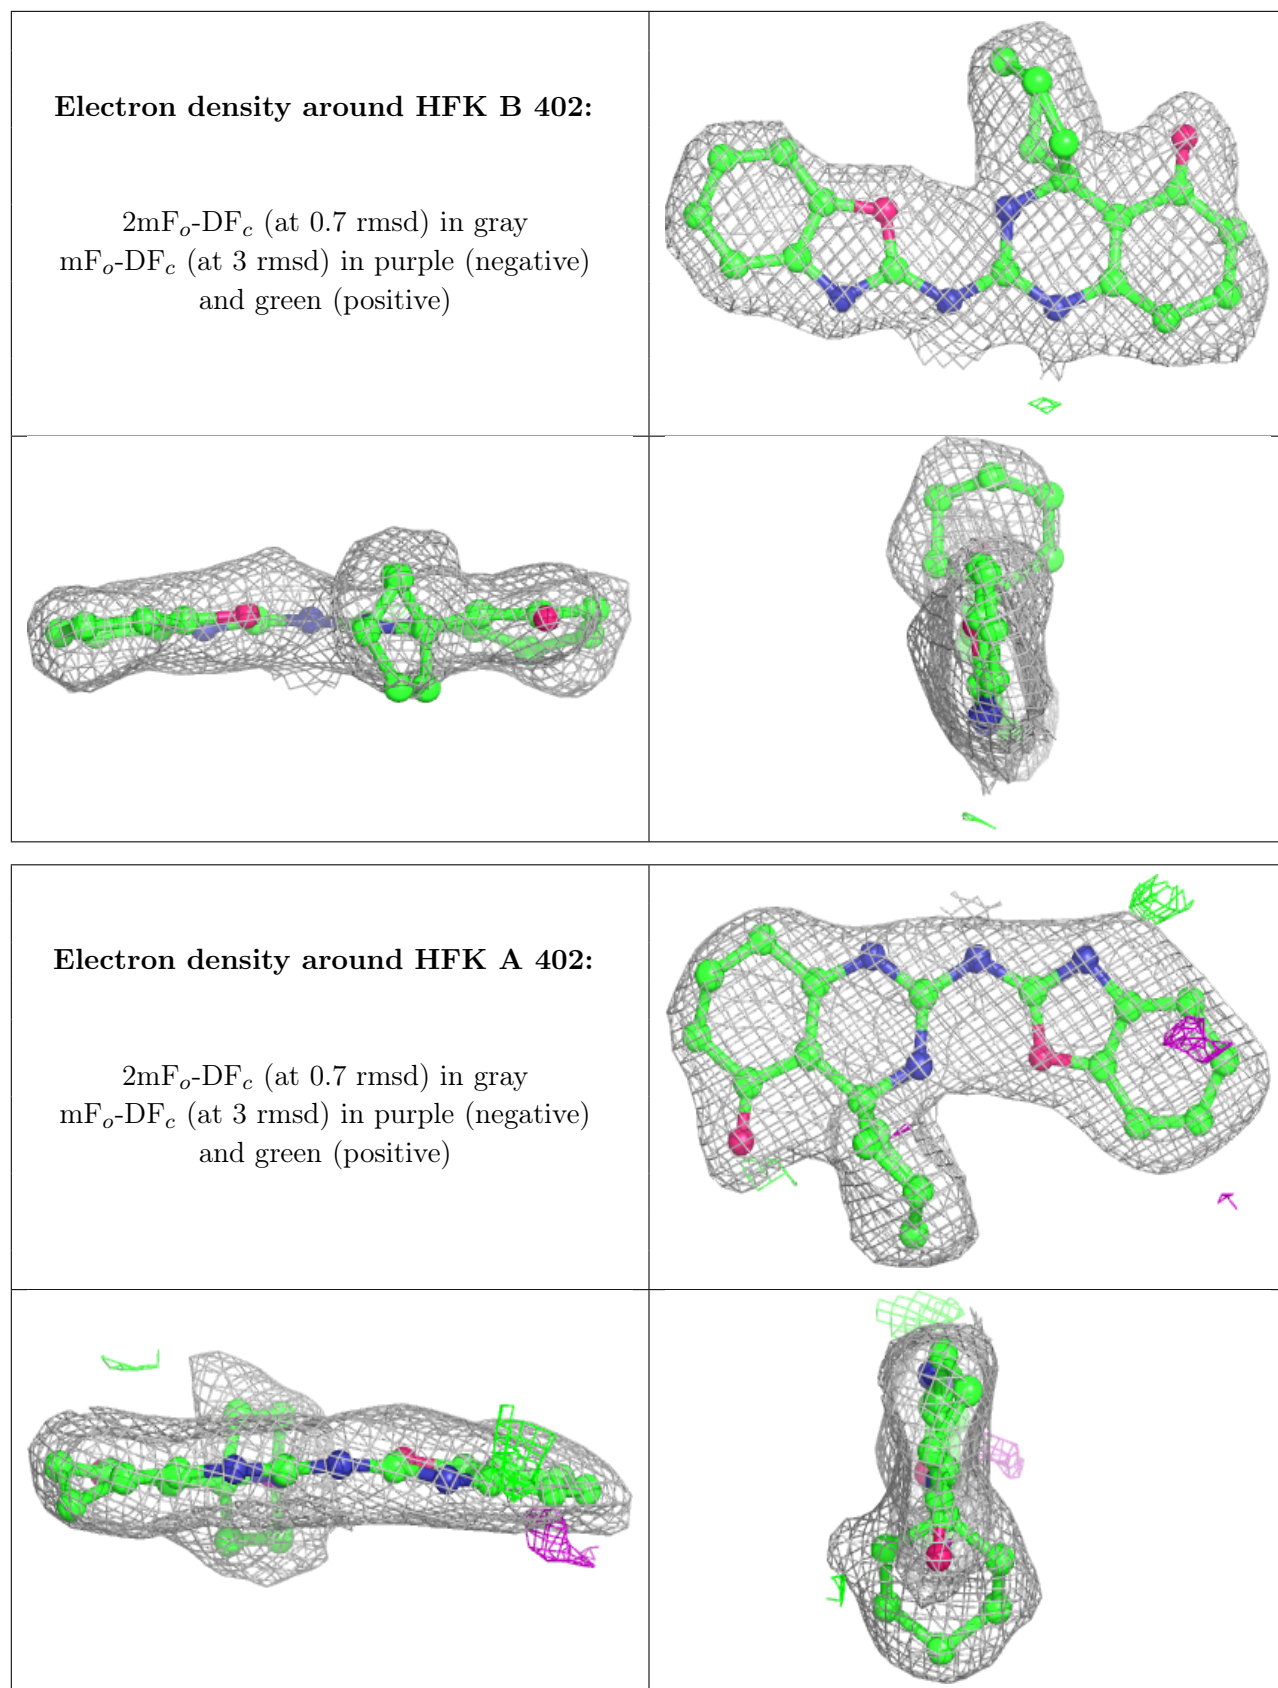 Electron density around HFK B 402:
2mFo-DFc (at 0.7 rmsd) in gray
mFo-DFc (at 3 rmsd) in purple (negative)
and green (positive)
Electron density around HFK A 402:
2mFo-DFc (at 0.7 rmsd) in gray
mFo-DFc (at 3 rmsd) in purple (negative)
and green (positive)